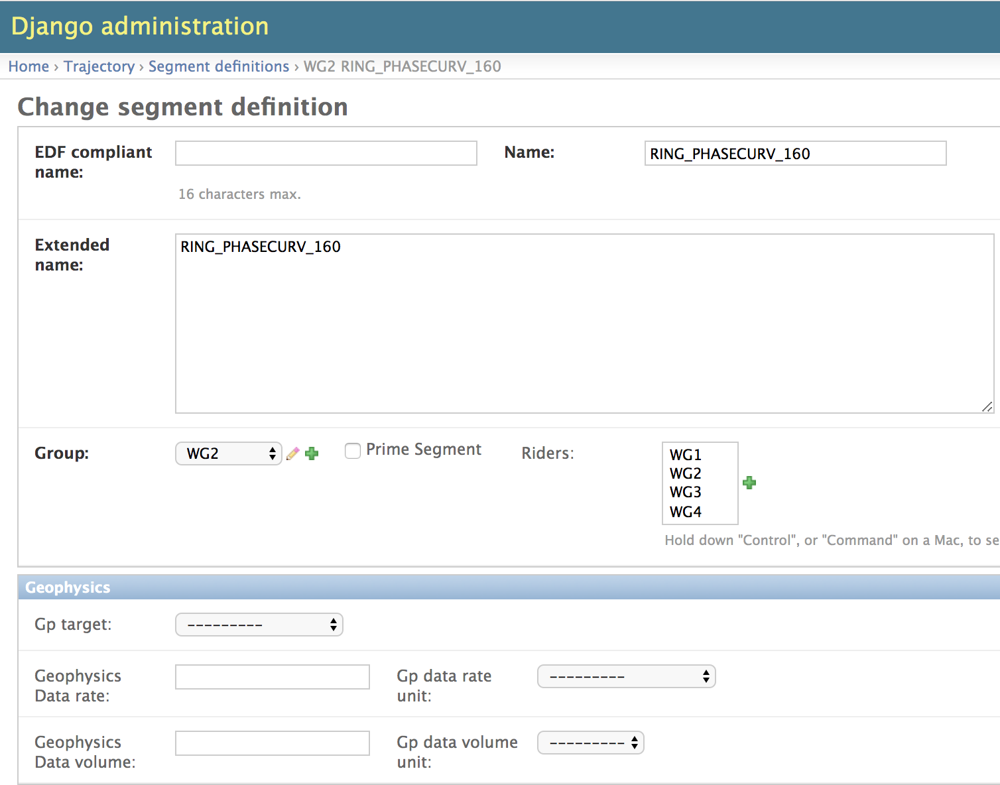 Django administration
Home › Trajectory › Segment definitions › WG2 RING_PHASECURV_160
Change segment definition
EDF compliant name:
16 characters max.
Name: RING_PHASECURV_160
Extended name:
RING_PHASECURV_160
Group: WG2
Prime Segment
Riders:
WG1
WG2
WG3
WG4
Hold down "Control", or "Command" on a Mac, to se
Geophysics
Gp target: ---------
Geophysics Data rate:
Gp data rate unit: ---------
Geophysics Data volume:
Gp data volume unit: ---------